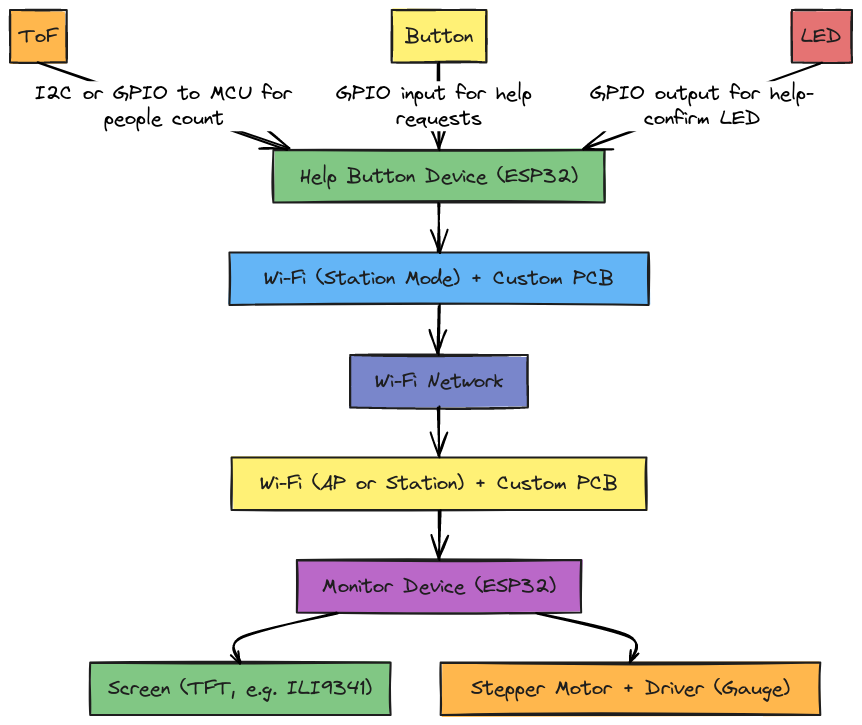 ToF
Button
LED
I2C or GPIO to MCU for
people count
GPIO input for help
requests
GPIO output for help-
confirm LED
Help Button Device (ESP32)
Wi-Fi (Station Mode) + Custom PCB
Wi-Fi Network
Wi-Fi (AP or Station) + Custom PCB
Monitor Device (ESP32)
Screen (TFT, e.g. ILI9341)
Stepper Motor + Driver (Gauge)